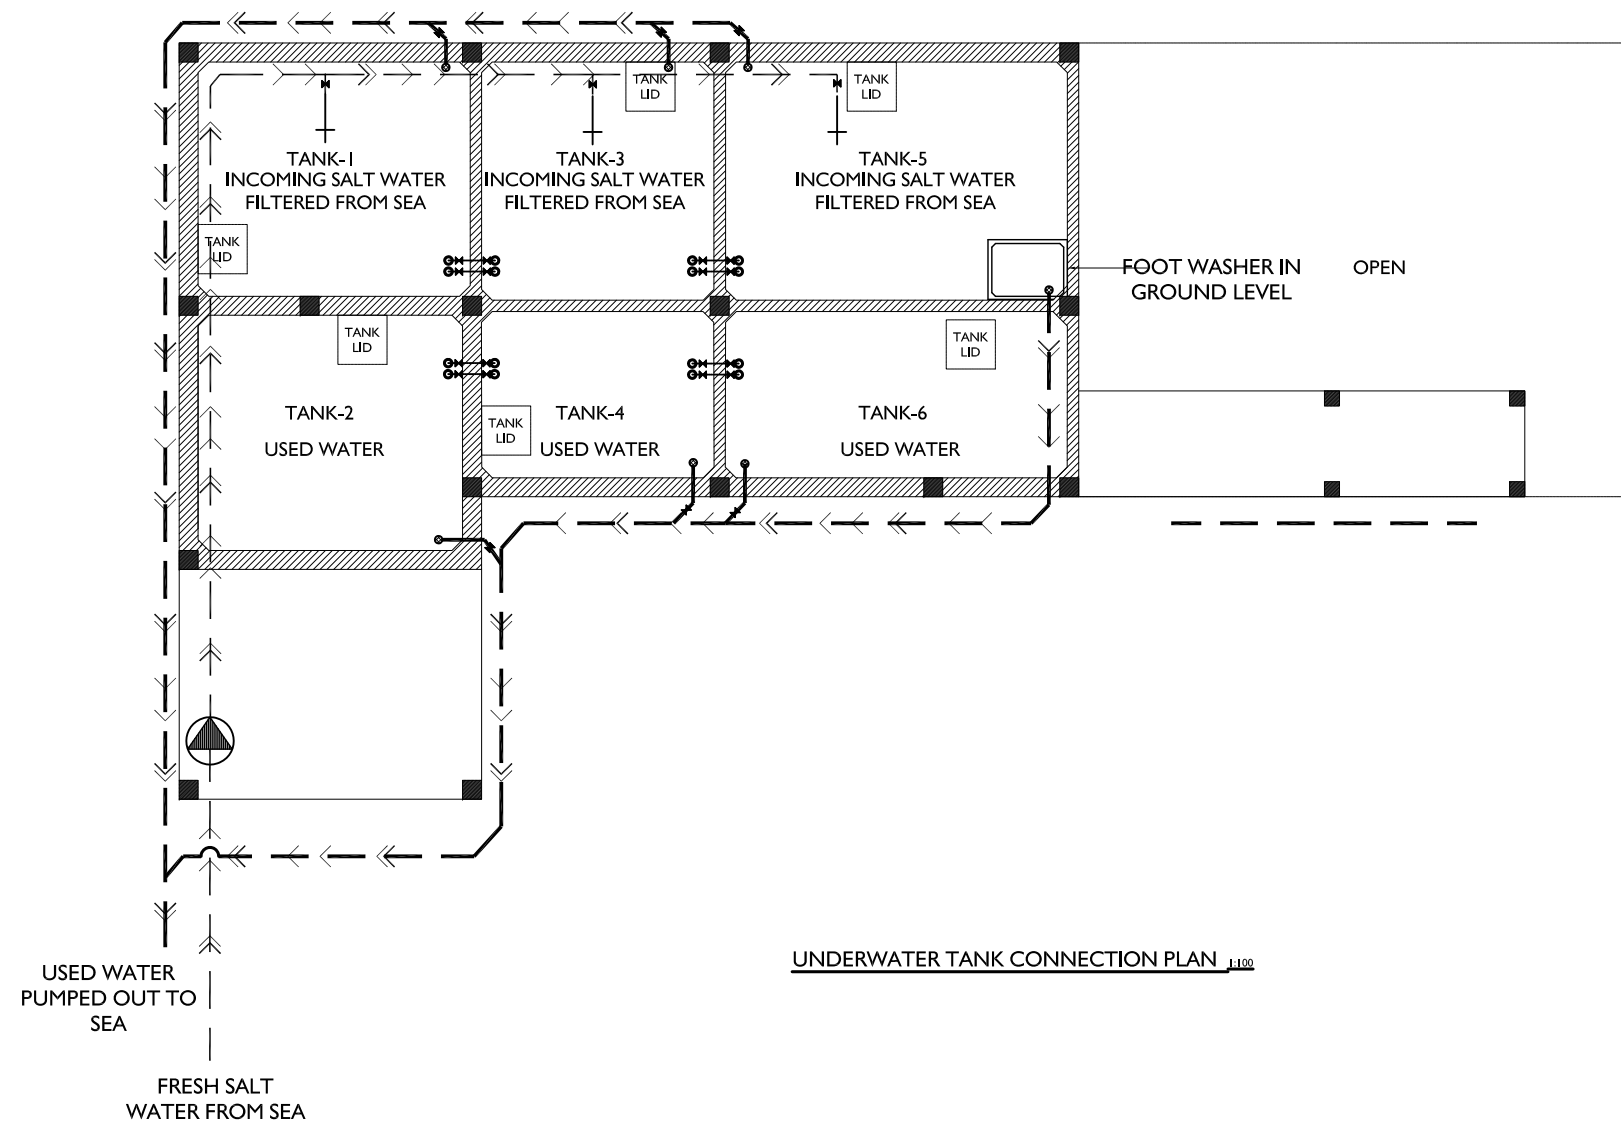 TANK
LID
TANK
LID
TANK-1
INCOMING SALT WATER
FILTERED FROM SEA
TANK-3
INCOMING SALT WATER
FILTERED FROM SEA
TANK-5
INCOMING SALT WATER
FILTERED FROM SEA
TANK
LID
FOOT WASHER IN
GROUND LEVEL
OPEN
TANK
LID
TANK
LID
TANK-2
USED WATER
TANK
LID
TANK-4
USED WATER
TANK-6
USED WATER
UNDERWATER TANK CONNECTION PLAN 1:100
USED WATER
PUMPED OUT TO
SEA
FRESH SALT
WATER FROM SEA